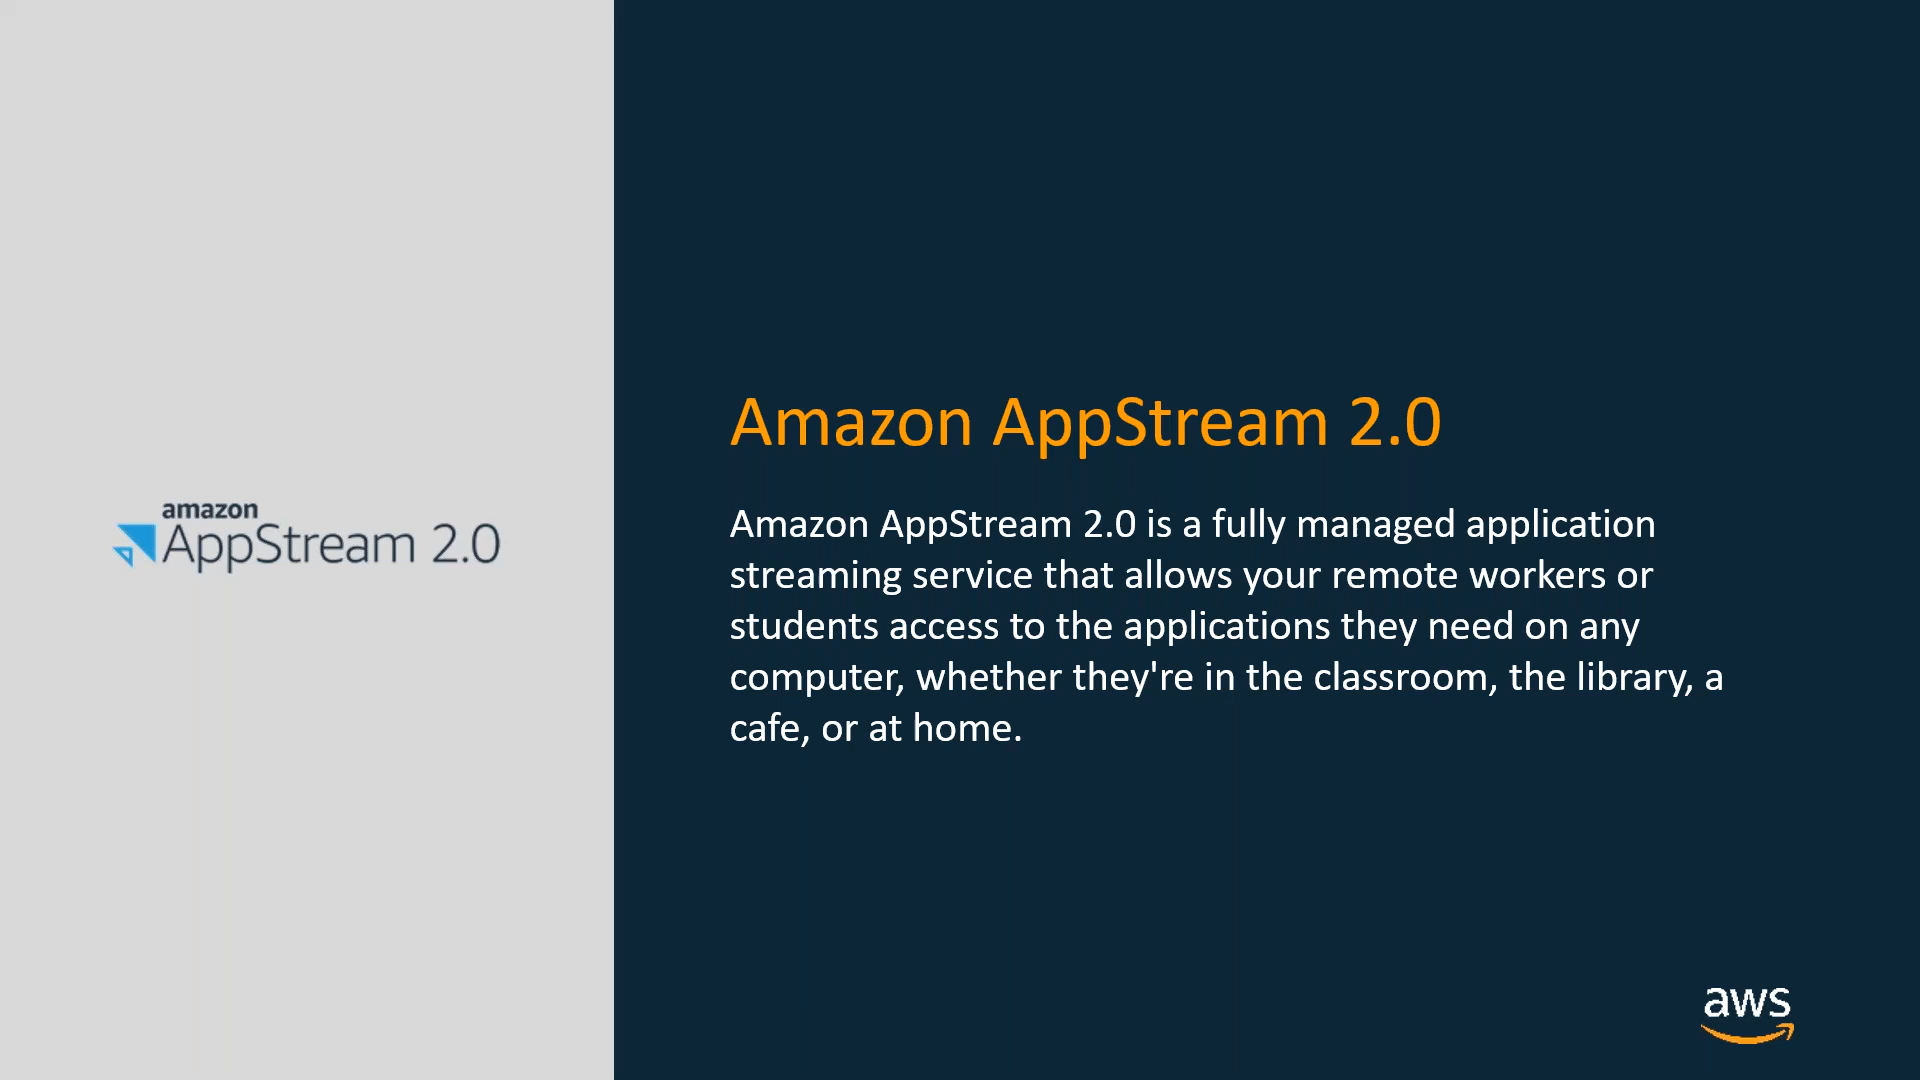 amazon
AppStream 2.0
Amazon AppStream 2.0
Amazon AppStream 2.0 is a fully managed application
streaming service that allows your remote workers or
students access to the applications they need on any
computer, whether they're in the classroom, the library, a
cafe, or at home.
aws